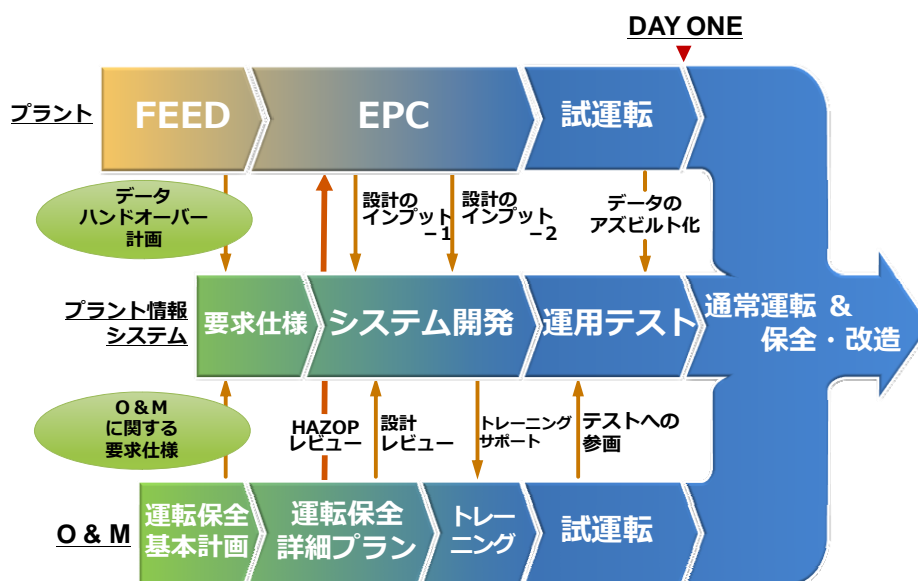 DAY ONE
プラント
FEED
EPC
試運転
データ
ハンドオーバー
計画
設計の
インプット
－1
設計の
インプット
－2
データの
アズビルト化
プラント情報
システム
要求仕様
システム開発
運用テスト
通常運転 &
保全・改造
O&M
に関する
要求仕様
HAZOP
レビュー
設計
レビュー
トレーニング
サポート
テストへの
参画
O & M
運転保全
基本計画
運転保全
詳細プラン
トレー
ニング
試運転